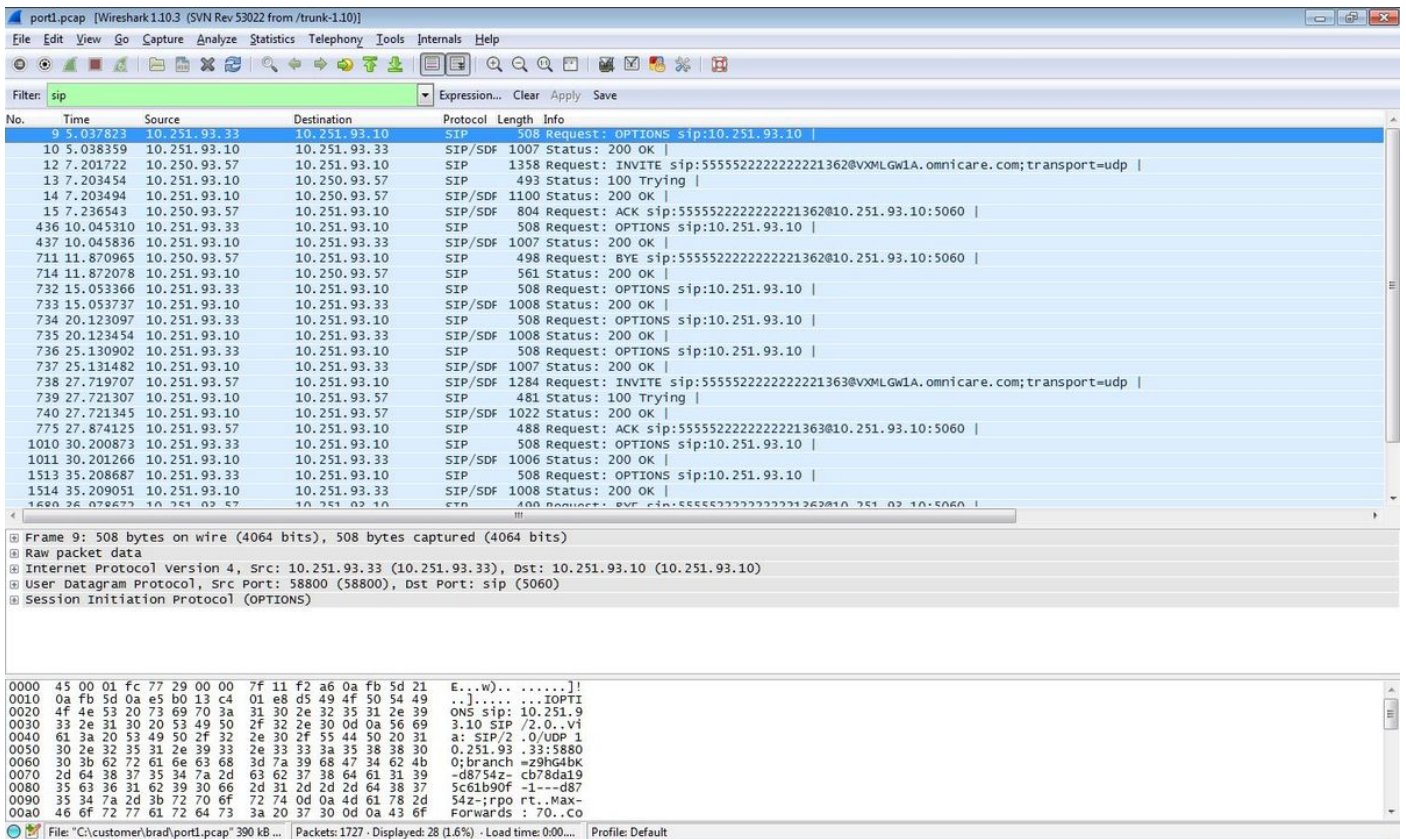 port1.pcap [Wireshark 1.10.3 (SVN Rev 53022 from /trunk-1.10)]
File Edit View Go Capture Analyze Statistics Telephony Tools Internals Help
Filter: sip Expression... Clear Apply Save
No. Time Source Destination Protocol Length Info
9 5.037823 10.251.93.33 10.251.93.10 SIP 508 Request: OPTIONS sip:10.251.93.10 |
10 5.038359 10.251.93.10 10.251.93.33 SIP/SDP 1007 Status: 200 OK |
12 7.201722 10.250.93.57 10.251.93.10 SIP 1358 Request: INVITE sip:5555522222222221362@VXMLGW1A.omnicare.com;transport=udp |
13 7.203454 10.251.93.10 10.250.93.57 SIP 493 Status: 100 Trying |
14 7.203494 10.251.93.10 10.250.93.57 SIP/SDP 1100 Status: 200 OK |
15 7.236543 10.250.93.57 10.251.93.10 SIP/SDP 804 Request: ACK sip:5555522222222221362@10.251.93.10:5060 |
436 10.045310 10.251.93.33 10.251.93.10 SIP 508 Request: OPTIONS sip:10.251.93.10 |
437 10.045836 10.251.93.10 10.251.93.33 SIP/SDP 1007 Status: 200 OK |
711 11.870965 10.250.93.57 10.251.93.10 SIP 498 Request: BYE sip:5555522222222221362@10.251.93.10:5060 |
714 11.872078 10.251.93.10 10.250.93.57 SIP 561 Status: 200 OK |
732 15.053366 10.251.93.33 10.251.93.10 SIP 508 Request: OPTIONS sip:10.251.93.10 |
733 15.053737 10.251.93.10 10.251.93.33 SIP/SDP 1008 Status: 200 OK |
734 20.123097 10.251.93.33 10.251.93.10 SIP 508 Request: OPTIONS sip:10.251.93.10 |
735 20.123454 10.251.93.10 10.251.93.33 SIP/SDP 1008 Status: 200 OK |
736 25.130902 10.251.93.33 10.251.93.10 SIP 508 Request: OPTIONS sip:10.251.93.10 |
737 25.131482 10.251.93.10 10.251.93.33 SIP/SDP 1007 Status: 200 OK |
738 27.719707 10.251.93.57 10.251.93.10 SIP/SDP 1284 Request: INVITE sip:5555522222222221363@VXMLGW1A.omnicare.com;transport=udp |
739 27.721307 10.251.93.10 10.251.93.57 SIP 481 Status: 100 Trying |
740 27.721345 10.251.93.10 10.251.93.57 SIP/SDP 1022 Status: 200 OK |
775 27.874125 10.251.93.57 10.251.93.10 SIP 488 Request: ACK sip:5555522222222221363@10.251.93.10:5060 |
1010 30.200873 10.251.93.33 10.251.93.10 SIP 508 Request: OPTIONS sip:10.251.93.10 |
1011 30.201266 10.251.93.10 10.251.93.33 SIP/SDP 1006 Status: 200 OK |
1513 35.208687 10.251.93.33 10.251.93.10 SIP 508 Request: OPTIONS sip:10.251.93.10 |
1514 35.209051 10.251.93.10 10.251.93.33 SIP/SDP 1008 Status: 200 OK |
1689 36.078672 10.251.93.57 10.251.93.10 SIP 499 Request: BYE sip:5555522222222221363@10.251.93.10:5060 |
Frame 9: 508 bytes on wire (4064 bits), 508 bytes captured (4064 bits)
Raw packet data
Internet Protocol Version 4, Src: 10.251.93.33 (10.251.93.33), Dst: 10.251.93.10 (10.251.93.10)
User Datagram Protocol, Src Port: 58800 (58800), Dst Port: sip (5060)
Session Initiation Protocol (OPTIONS)
0000 45 00 01 fc 77 29 00 00 7f 11 f2 a6 0a fb 5d 21 E...w).. ......]!
0010 0a fb 5d 0a e5 b0 13 c4 01 e8 d5 49 4f 50 54 49 ..]..... ...IOPTI
0020 4f 4e 53 20 73 69 70 3a 31 30 2e 32 35 31 2e 39 ONS sip: 10.251.9
0030 33 2e 31 30 20 53 49 50 2f 32 2e 30 0d 0a 56 69 3.10 SIP /2.0..Vi
0040 61 3a 20 53 49 50 2f 32 2e 30 2f 55 44 50 20 31 a: SIP/2 .0/UDP 1
0050 30 2e 32 35 31 2e 39 33 2e 33 33 3a 35 38 38 30 0.251.93 .33:5880
0060 30 3b 62 72 61 6e 63 68 3d 7a 39 68 47 34 62 4b 0;branch =z9hG4bK
0070 2d 64 38 37 35 34 7a 2d 63 62 37 38 64 61 31 39 -d8754z- cb78da19
0080 35 63 36 31 62 39 30 66 2d 31 2d 2d 2d 64 38 37 5c61b90f -1---d87
0090 35 34 7a 2d 3b 72 70 6f 72 74 0d 0a 4d 61 78 2d 54z-;rpo rt..Max-
00a0 46 6f 72 77 61 72 64 73 3a 20 37 30 0d 0a 43 6f Forwards : 70..Co
File: "C:\customer\brad\port1.pcap" 390 kB ... Packets: 1727 · Displayed: 28 (1.6%) · Load time: 0:00.... Profile: Default